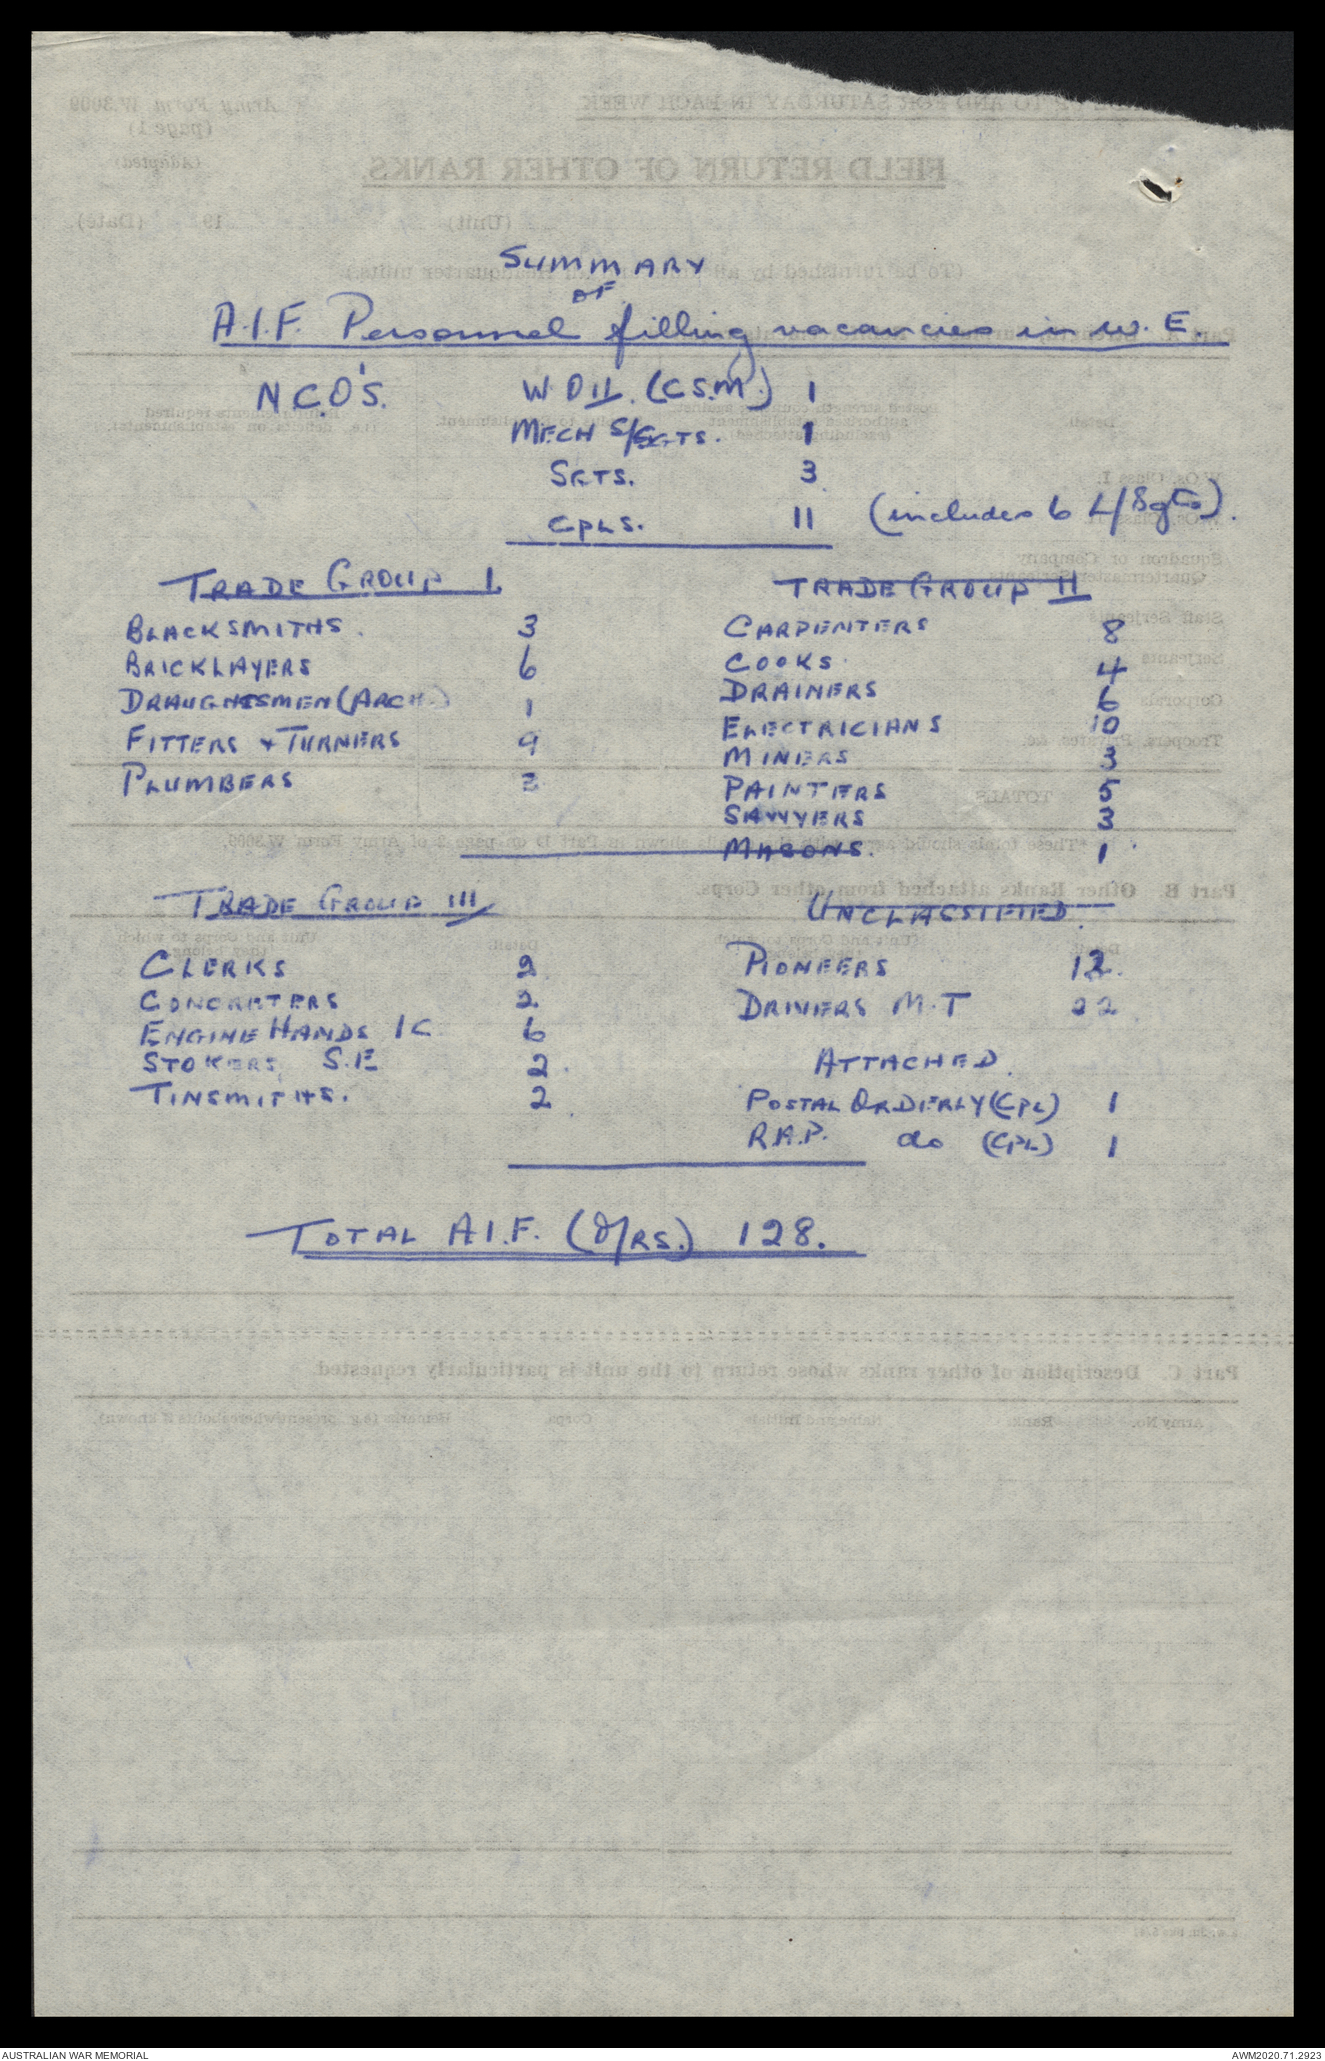 SUMMARY
OF
A.I.F. Personnel filling vacancies in W.E.
N.C.O'S. W.O II. (C.S.M.) 1
MECH S/SGTS. 1
SGTS. 3
CPLS. 11 (includes 6 L/Sgts).
TRADE GROUP I.
BLACKSMITHS. 3
BRICKLAYERS 6
DRAUGHTSMEN (ARCH.) 1
FITTERS + TURNERS 9
PLUMBERS 3
TRADE GROUP II
CARPENTERS 8
COOKS. 4
DRAINERS 6
ELECTRICIANS 10
MINERS 3
PAINTERS 5
SAWYERS 3
MASONS. 1
TRADE GROUP III
CLERKS 2
CONCRETERS 2
ENGINE HANDS IC 6
STOKERS, S.E 2
TINSMITHS. 2
UNCLASSIFIED.
PIONEERS 12.
DRIVERS M.T 22
ATTACHED.
POSTAL ORDERLY (CPL) 1
R.A.P. do (CPL) 1
TOTAL A.I.F. (O/RS.) 128.
AUSTRALIAN WAR MEMORIAL AWM2020.71.2923